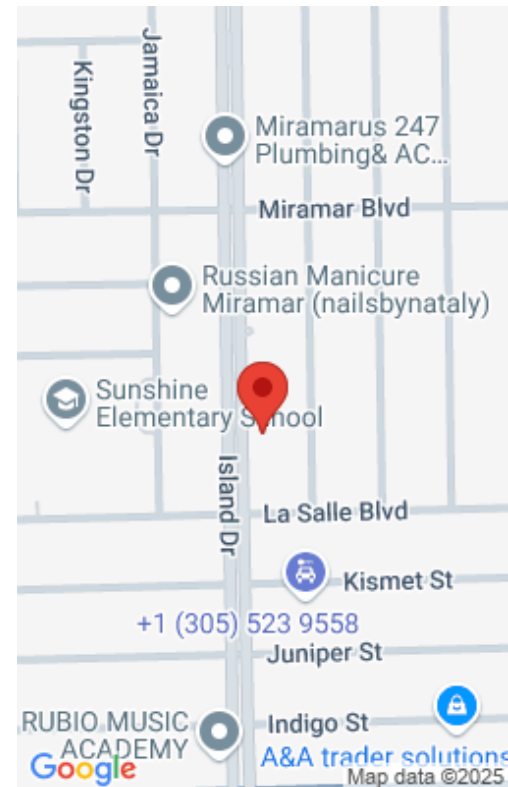 Kingston Dr
Jamaica Dr
Miramarus 247
Plumbing& AC...
Miramar Blvd
Russian Manicure
Miramar (nailsbynataly)
Sunshine
Elementary School
Island Dr
La Salle Blvd
Kismet St
+1 (305) 523 9558
Juniper St
RUBIO MUSIC
ACADEMY
Indigo St
A&A trader solutions
Google
Map data ©2025